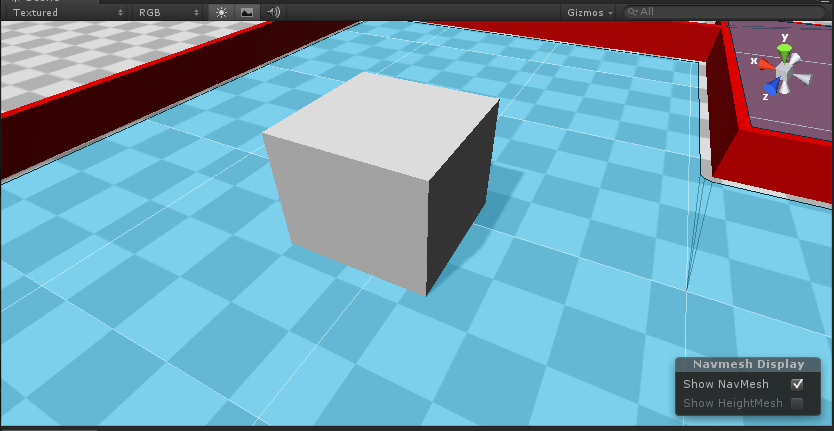 Textured RGB Gizmos All
y
x
z
Navmesh Display
Show NavMesh
Show HeightMesh